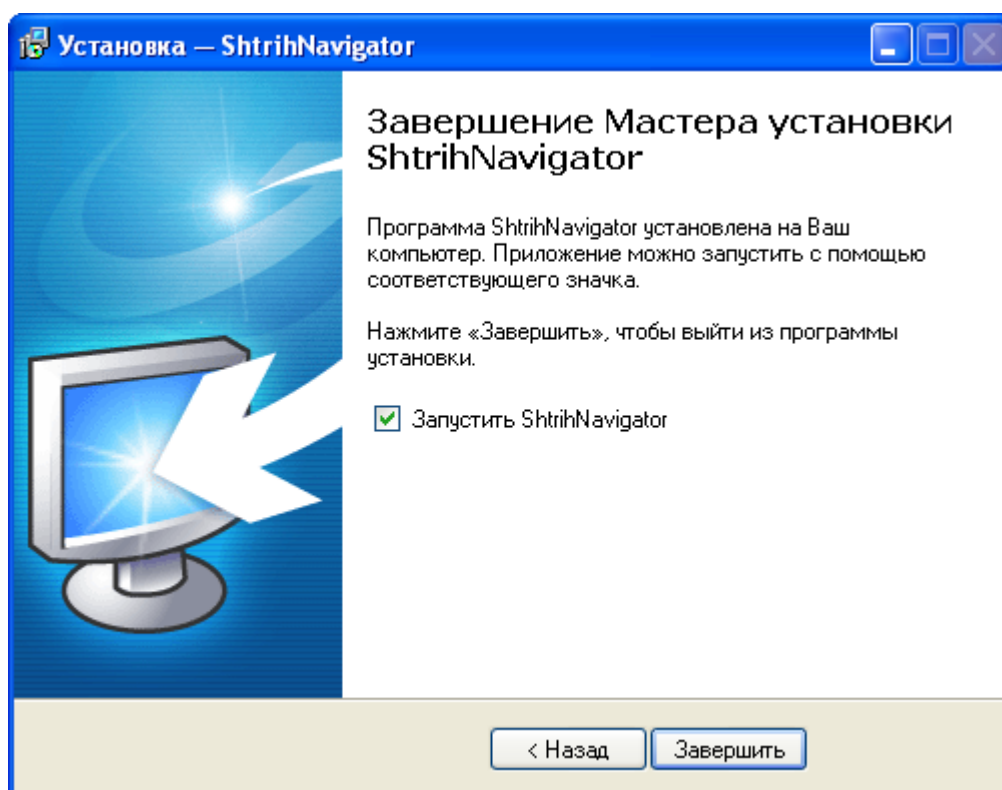 Установка — ShtrihNavigator
Завершение Мастера установки
ShtrihNavigator
Программа ShtrihNavigator установлена на Ваш
компьютер. Приложение можно запустить с помощью
соответствующего значка.
Нажмите «Завершить», чтобы выйти из программы
установки.
Запустить ShtrihNavigator
< Назад
Завершить